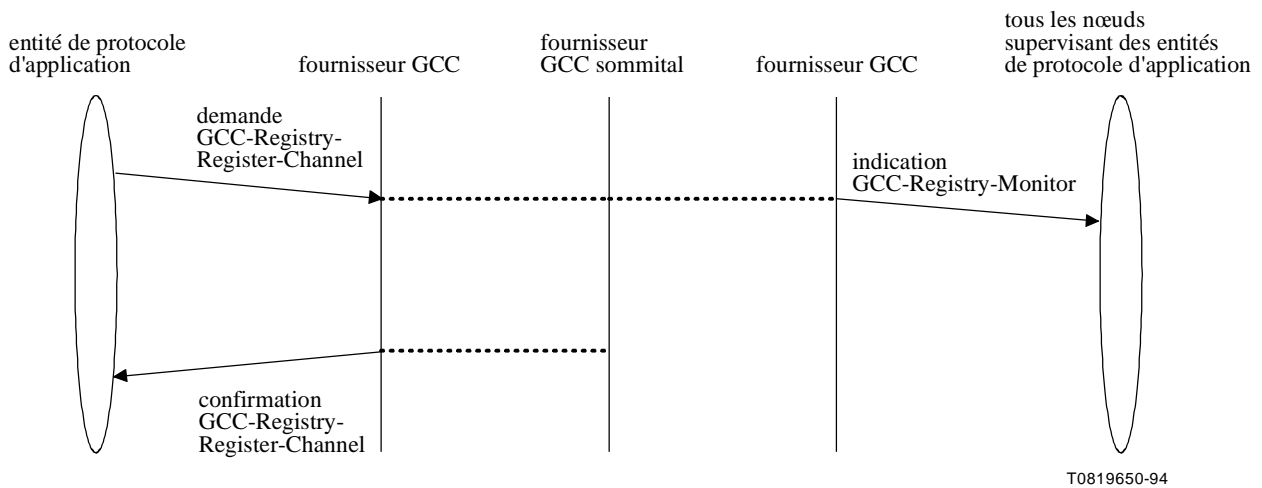 entité de protocole
d'application
fournisseur GCC
fournisseur
GCC sommital
fournisseur GCC
tous les nœuds
supervisant des entités
de protocole d'application
demande
GCC-Registry-
Register-Channel
indication
GCC-Registry-Monitor
confirmation
GCC-Registry-
Register-Channel
T0819650-94